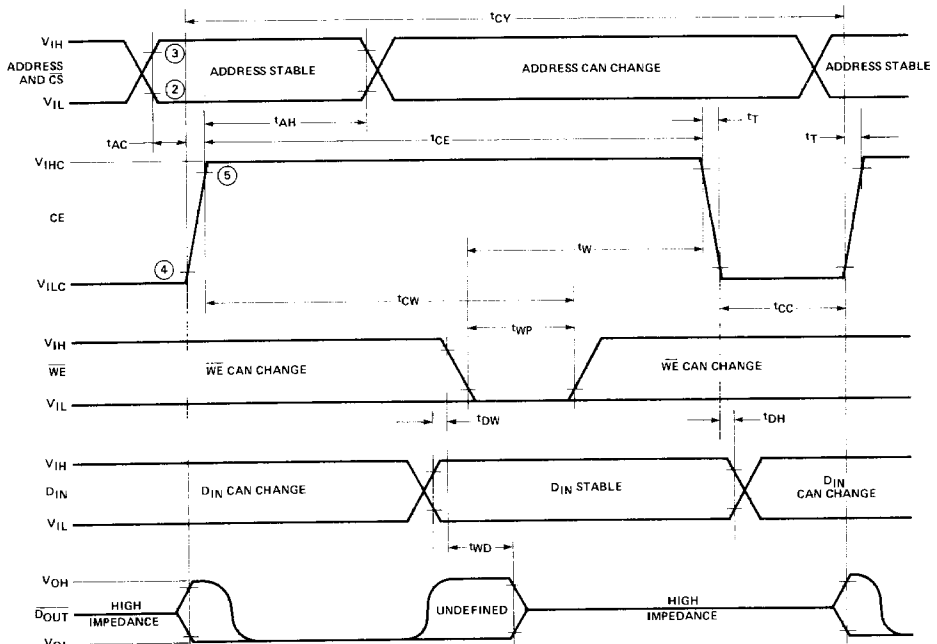 tCY
VIH
ADDRESS AND CS
VIL
③
②
ADDRESS STABLE
ADDRESS CAN CHANGE
ADDRESS STABLE
tAC
tAH
tCE
tT
tT
VIHC
CE
VILC
⑤
④
tW
tCW
tCC
tWP
VIH
WE
VIL
WE CAN CHANGE
WE CAN CHANGE
tDW
tDH
VIH
DIN
VIL
DIN CAN CHANGE
DIN STABLE
DIN
CAN CHANGE
tWD
VOH
DOUT
VOL
HIGH
IMPEDANCE
UNDEFINED
HIGH
IMPEDANCE